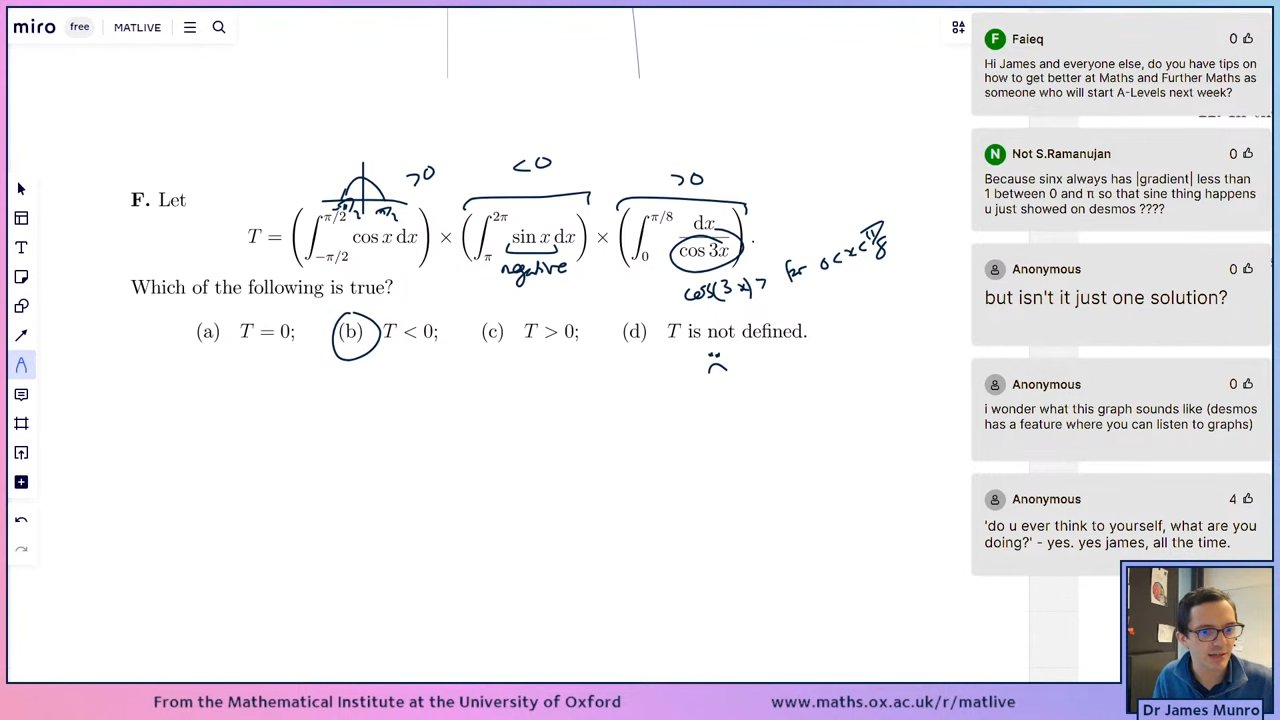 miro free MATLIVE
>0
<0
>0
π/2
F. Let
T = (∫_{−π/2}^{π/2} cos x dx) × (∫_{π}^{2π} sin x dx) × (∫_{0}^{π/8} dx/cos 3x).
negative
cos(3x)> for 0<x<π/8
Which of the following is true?
(a) T = 0; (b) T < 0; (c) T > 0; (d) T is not defined.
F Faieq 0
Hi James and everyone else, do you have tips on
how to get better at Maths and Further Maths as
someone who will start A-Levels next week?
N Not S.Ramanujan 0
Because sinx always has |gradient| less than
1 between 0 and π so that sine thing happens
u just showed on desmos ????
Anonymous 0
but isn't it just one solution?
Anonymous 0
i wonder what this graph sounds like (desmos
has a feature where you can listen to graphs)
Anonymous 4
'do u ever think to yourself, what are you
doing?' - yes. yes james, all the time.
From the Mathematical Institute at the University of Oxford www.maths.ox.ac.uk/r/matlive
Dr James Munro